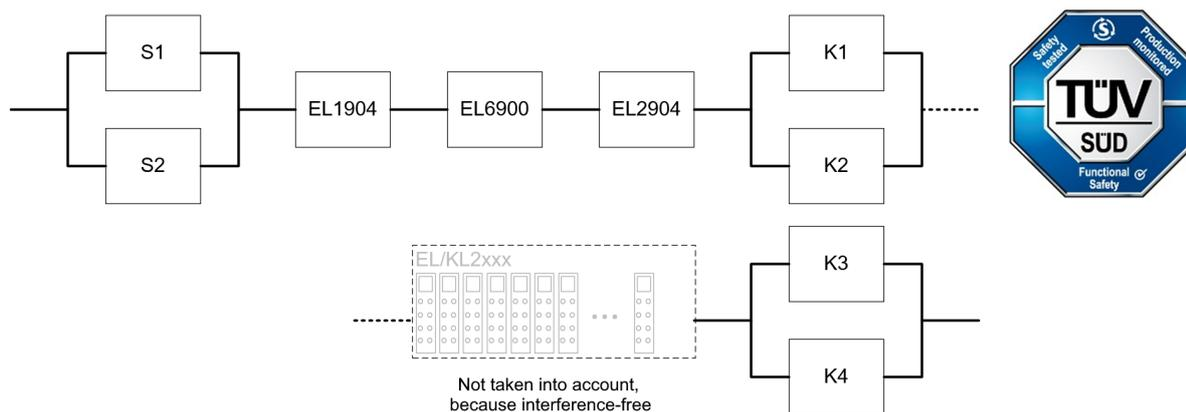 S1
K1
Safety tested
Production monitored
EL1904
EL6900
EL2904
TÜV
SÜD
S2
K2
Functional Safety
EL/KL2xxx
K3
K4
Not taken into account,
because interference-free